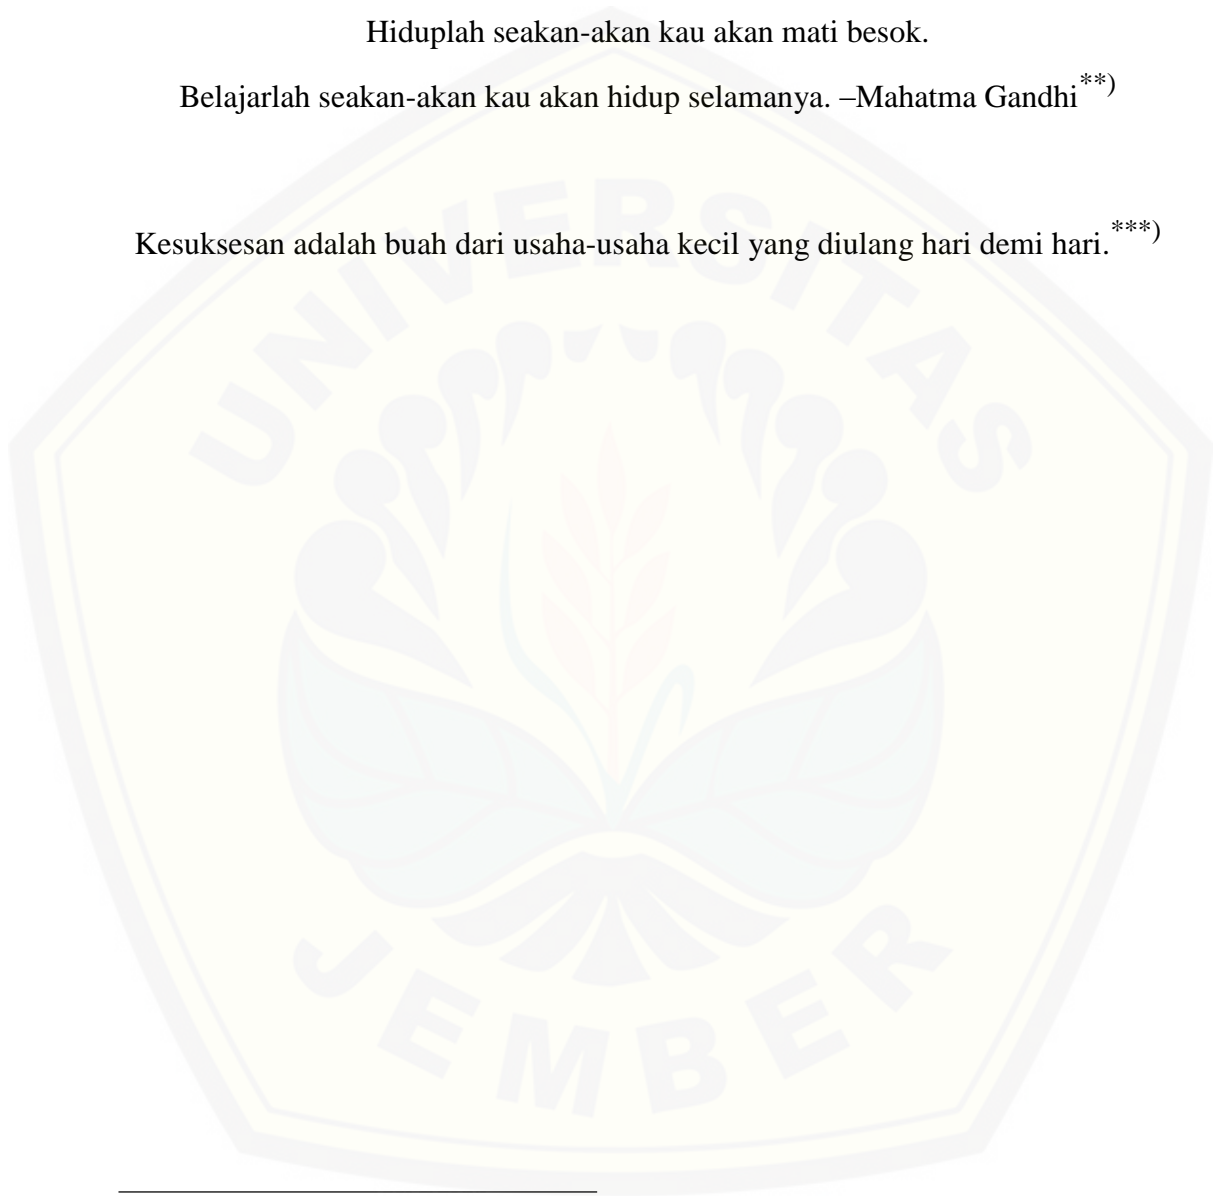 Hiduplah seakan-akan kau akan mati besok.
Belajarlah seakan-akan kau akan hidup selamanya. –Mahatma Gandhi**)
Kesuksesan adalah buah dari usaha-usaha kecil yang diulang hari demi hari.***)
UNIVERSITAS
JEMBER